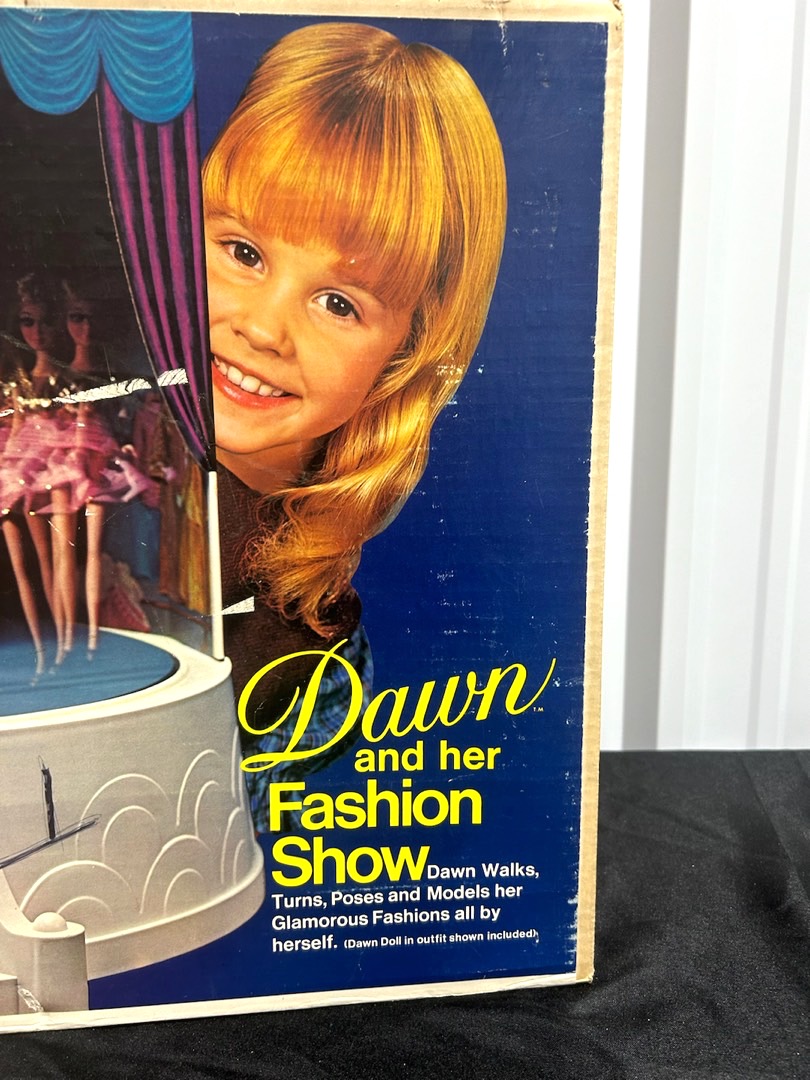 Dawn™
and her
Fashion
Show Dawn Walks,
Turns, Poses and Models her
Glamorous Fashions all by
herself. (Dawn Doll in outfit shown included)